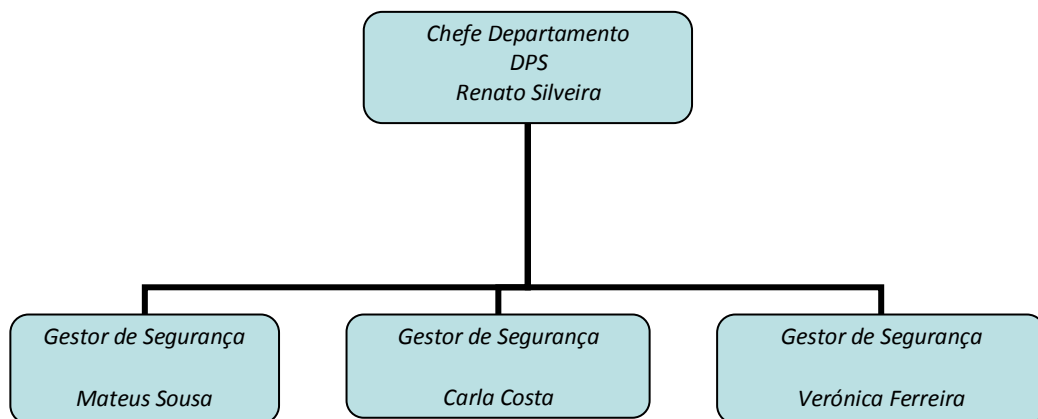 Chefe Departamento
DPS
Renato Silveira
Gestor de Segurança
Mateus Sousa
Gestor de Segurança
Carla Costa
Gestor de Segurança
Verónica Ferreira